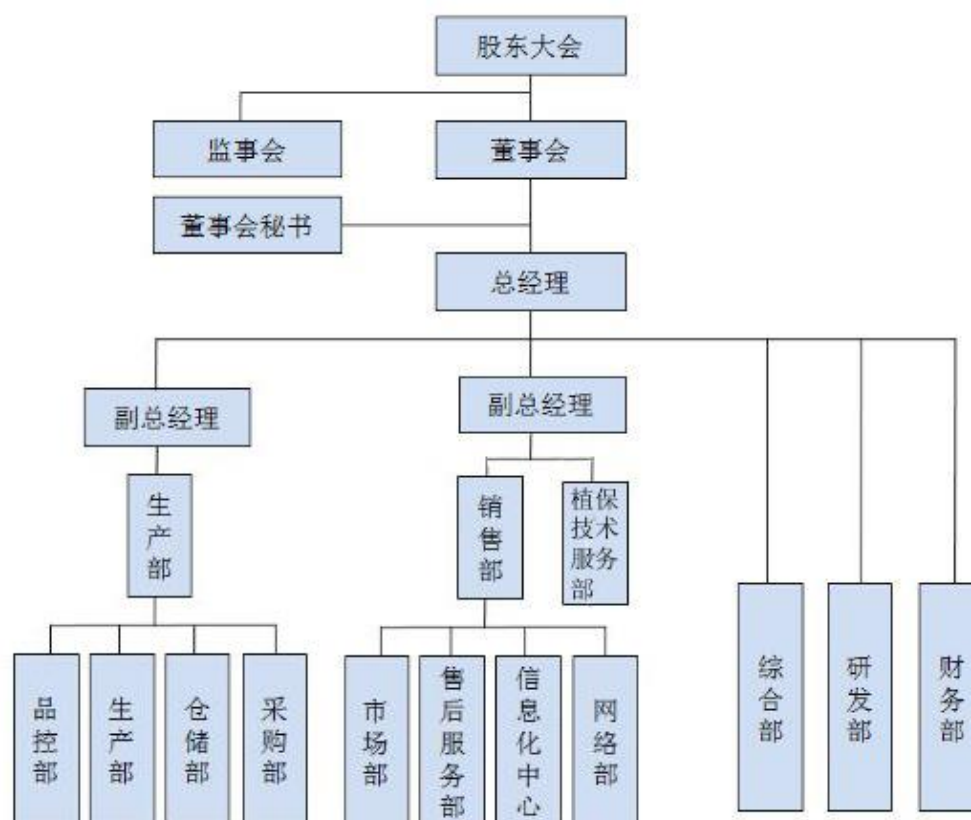 股东大会
监事会
董事会
董事会秘书
总经理
副总经理
副总经理
生产部
销售部
植保
技术
服务
部
综合部
研发部
财务部
品控部
生产部
仓储部
采购部
市场部
售后服务部
信息化中心
网络部